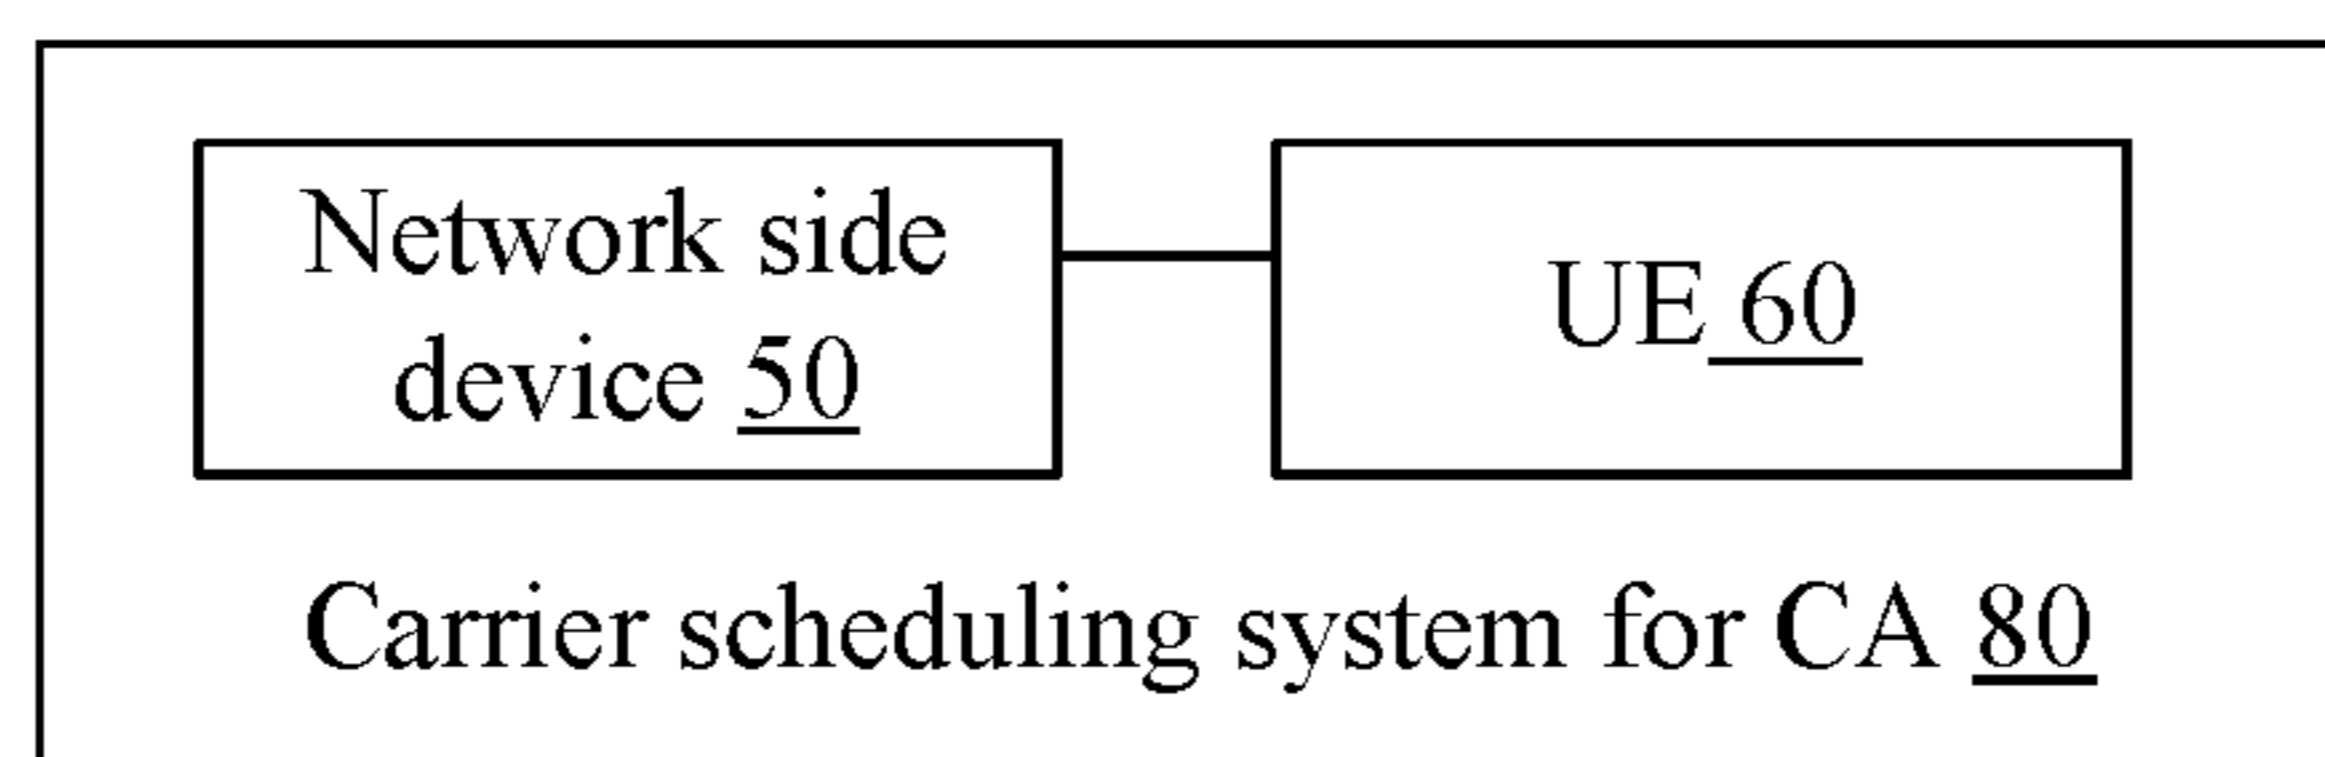 Network side
device 50
UE 60
Carrier scheduling system for CA 80